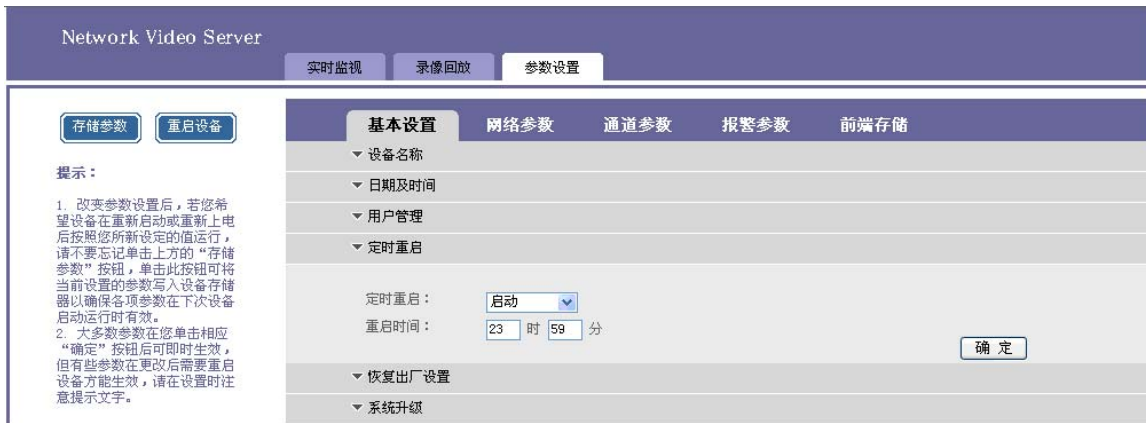 Network Video Server
实时监视 录像回放 参数设置
存储参数 重启设备
提示：
1. 改变参数设置后，若您希
望设备在重新启动或重新上电
后按照您所新设定的值运行，
请不要忘记单击上方的“存储
参数”按钮，单击此按钮可将
当前设置的参数写入设备存储
器以确保各项参数在下次设备
启动运行时有效。
2. 大多数参数在您单击相应
“确定”按钮后可即时生效，
但有些参数在更改后需要重启
设备方能生效，请在设置时注
意提示文字。
基本设置 网络参数 通道参数 报警参数 前端存储
设备名称
日期及时间
用户管理
定时重启
定时重启： 启动
重启时间： 23 时 59 分
确 定
恢复出厂设置
系统升级